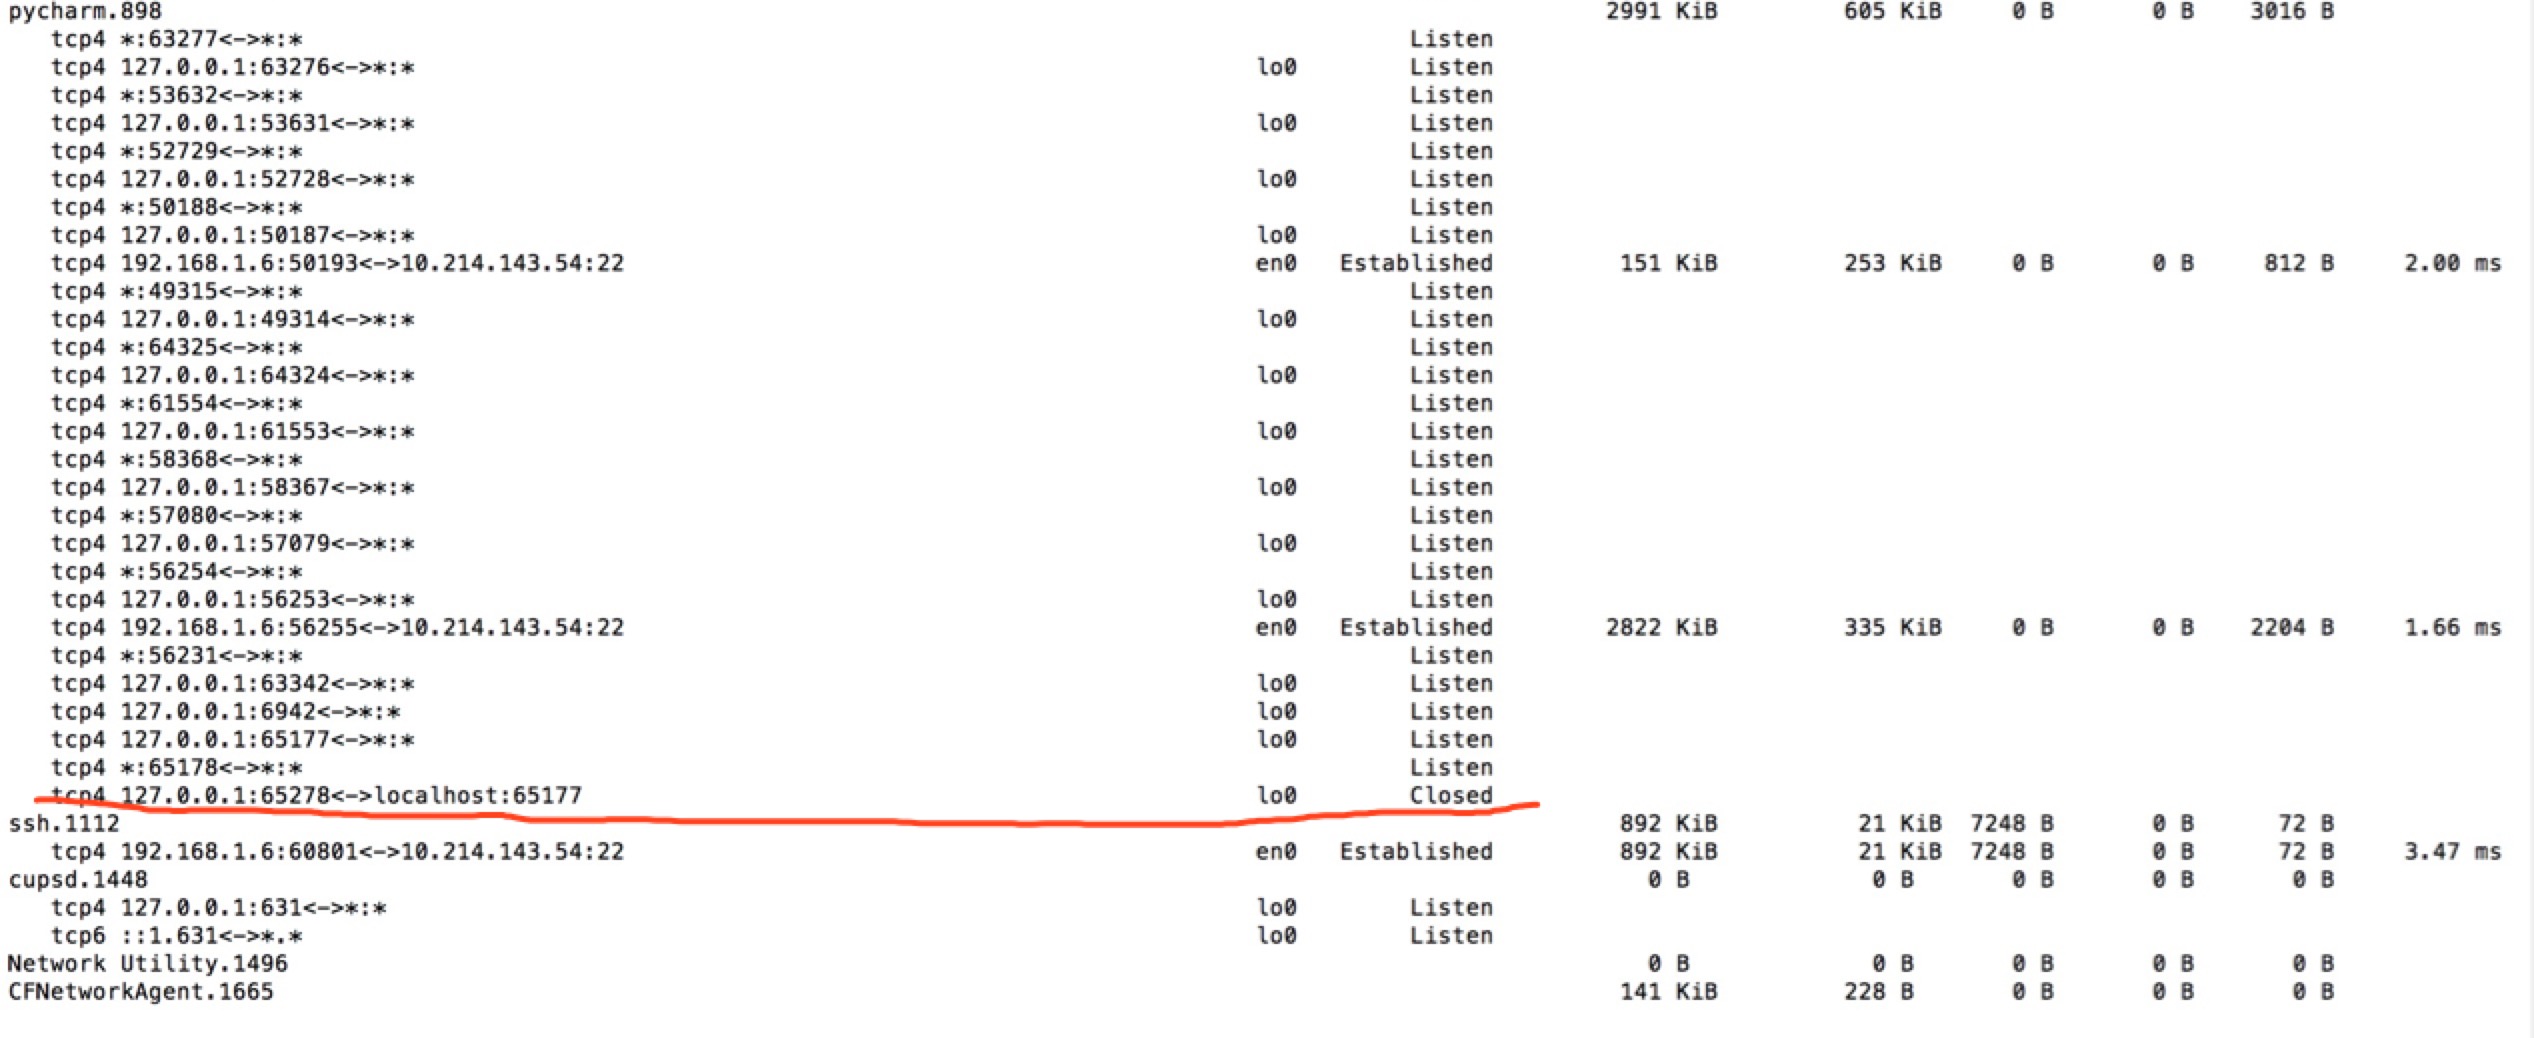 pycharm.898 2991 KiB 605 KiB 0 B 0 B 3016 B
tcp4 *:63277<->*:* Listen
tcp4 127.0.0.1:63276<->*:* lo0 Listen
tcp4 *:53632<->*:* Listen
tcp4 127.0.0.1:53631<->*:* lo0 Listen
tcp4 *:52729<->*:* Listen
tcp4 127.0.0.1:52728<->*:* lo0 Listen
tcp4 *:50188<->*:* Listen
tcp4 127.0.0.1:50187<->*:* lo0 Listen
tcp4 192.168.1.6:50193<->10.214.143.54:22 en0 Established 151 KiB 253 KiB 0 B 0 B 812 B 2.00 ms
tcp4 *:49315<->*:* Listen
tcp4 127.0.0.1:49314<->*:* lo0 Listen
tcp4 *:64325<->*:* Listen
tcp4 127.0.0.1:64324<->*:* lo0 Listen
tcp4 *:61554<->*:* Listen
tcp4 127.0.0.1:61553<->*:* lo0 Listen
tcp4 *:58368<->*:* Listen
tcp4 127.0.0.1:58367<->*:* lo0 Listen
tcp4 *:57080<->*:* Listen
tcp4 127.0.0.1:57079<->*:* lo0 Listen
tcp4 *:56254<->*:* Listen
tcp4 127.0.0.1:56253<->*:* lo0 Listen
tcp4 192.168.1.6:56255<->10.214.143.54:22 en0 Established 2822 KiB 335 KiB 0 B 0 B 2204 B 1.66 ms
tcp4 *:56231<->*:* Listen
tcp4 127.0.0.1:63342<->*:* lo0 Listen
tcp4 127.0.0.1:6942<->*:* lo0 Listen
tcp4 127.0.0.1:65177<->*:* lo0 Listen
tcp4 *:65178<->*:* Listen
tcp4 127.0.0.1:65278<->localhost:65177 lo0 Closed
ssh.1112 892 KiB 21 KiB 7248 B 0 B 72 B
tcp4 192.168.1.6:60801<->10.214.143.54:22 en0 Established 892 KiB 21 KiB 7248 B 0 B 72 B 3.47 ms
cupsd.1448 0 B 0 B 0 B 0 B 0 B
tcp4 127.0.0.1:631<->*:* lo0 Listen
tcp6 ::1.631<->*.* lo0 Listen
Network Utility.1496 0 B 0 B 0 B 0 B 0 B
CFNetworkAgent.1665 141 KiB 228 B 0 B 0 B 0 B